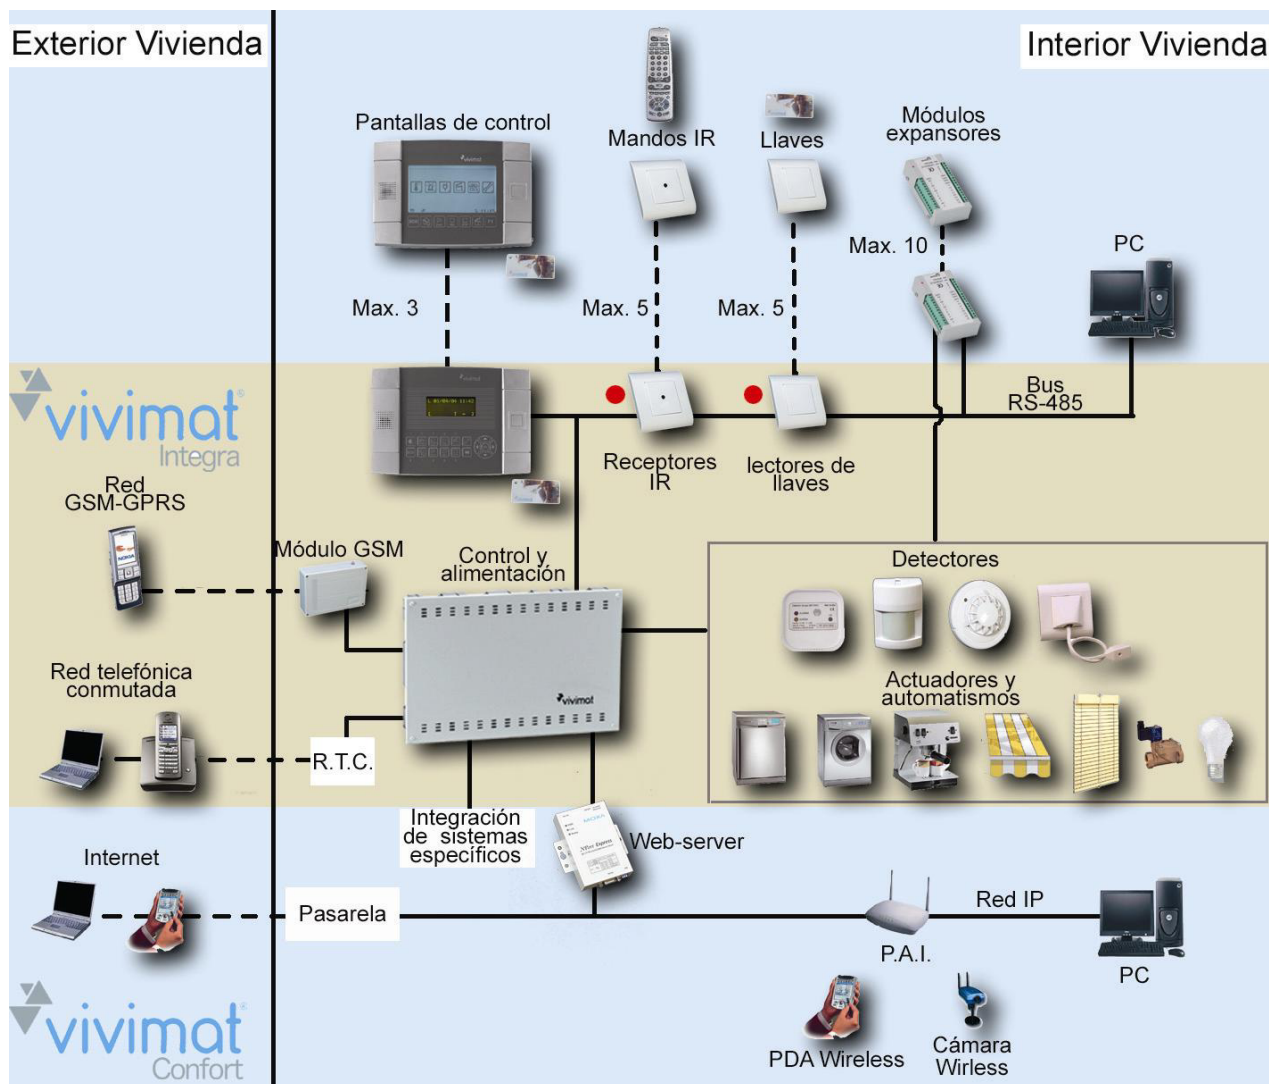 Exterior Vivienda
Interior Vivienda
Pantallas de control
Mandos IR
Llaves
Módulos
expansores
vivimat
Max. 3
Max. 5
Max. 5
Max. 10
PC
vivimat
Integra
vivimat
Bus
RS-485
Receptores
IR
lectores de
llaves
Red
GSM-GPRS
Módulo GSM
Control y
alimentación
Detectores
Red telefónica
conmutada
R.T.C.
vivimat
Actuadores y
automatismos
Integración
de sistemas
específicos
Web-server
Internet
Pasarela
Red IP
P.A.I.
PC
vivimat
Confort
PDA Wireless
Cámara
Wirless